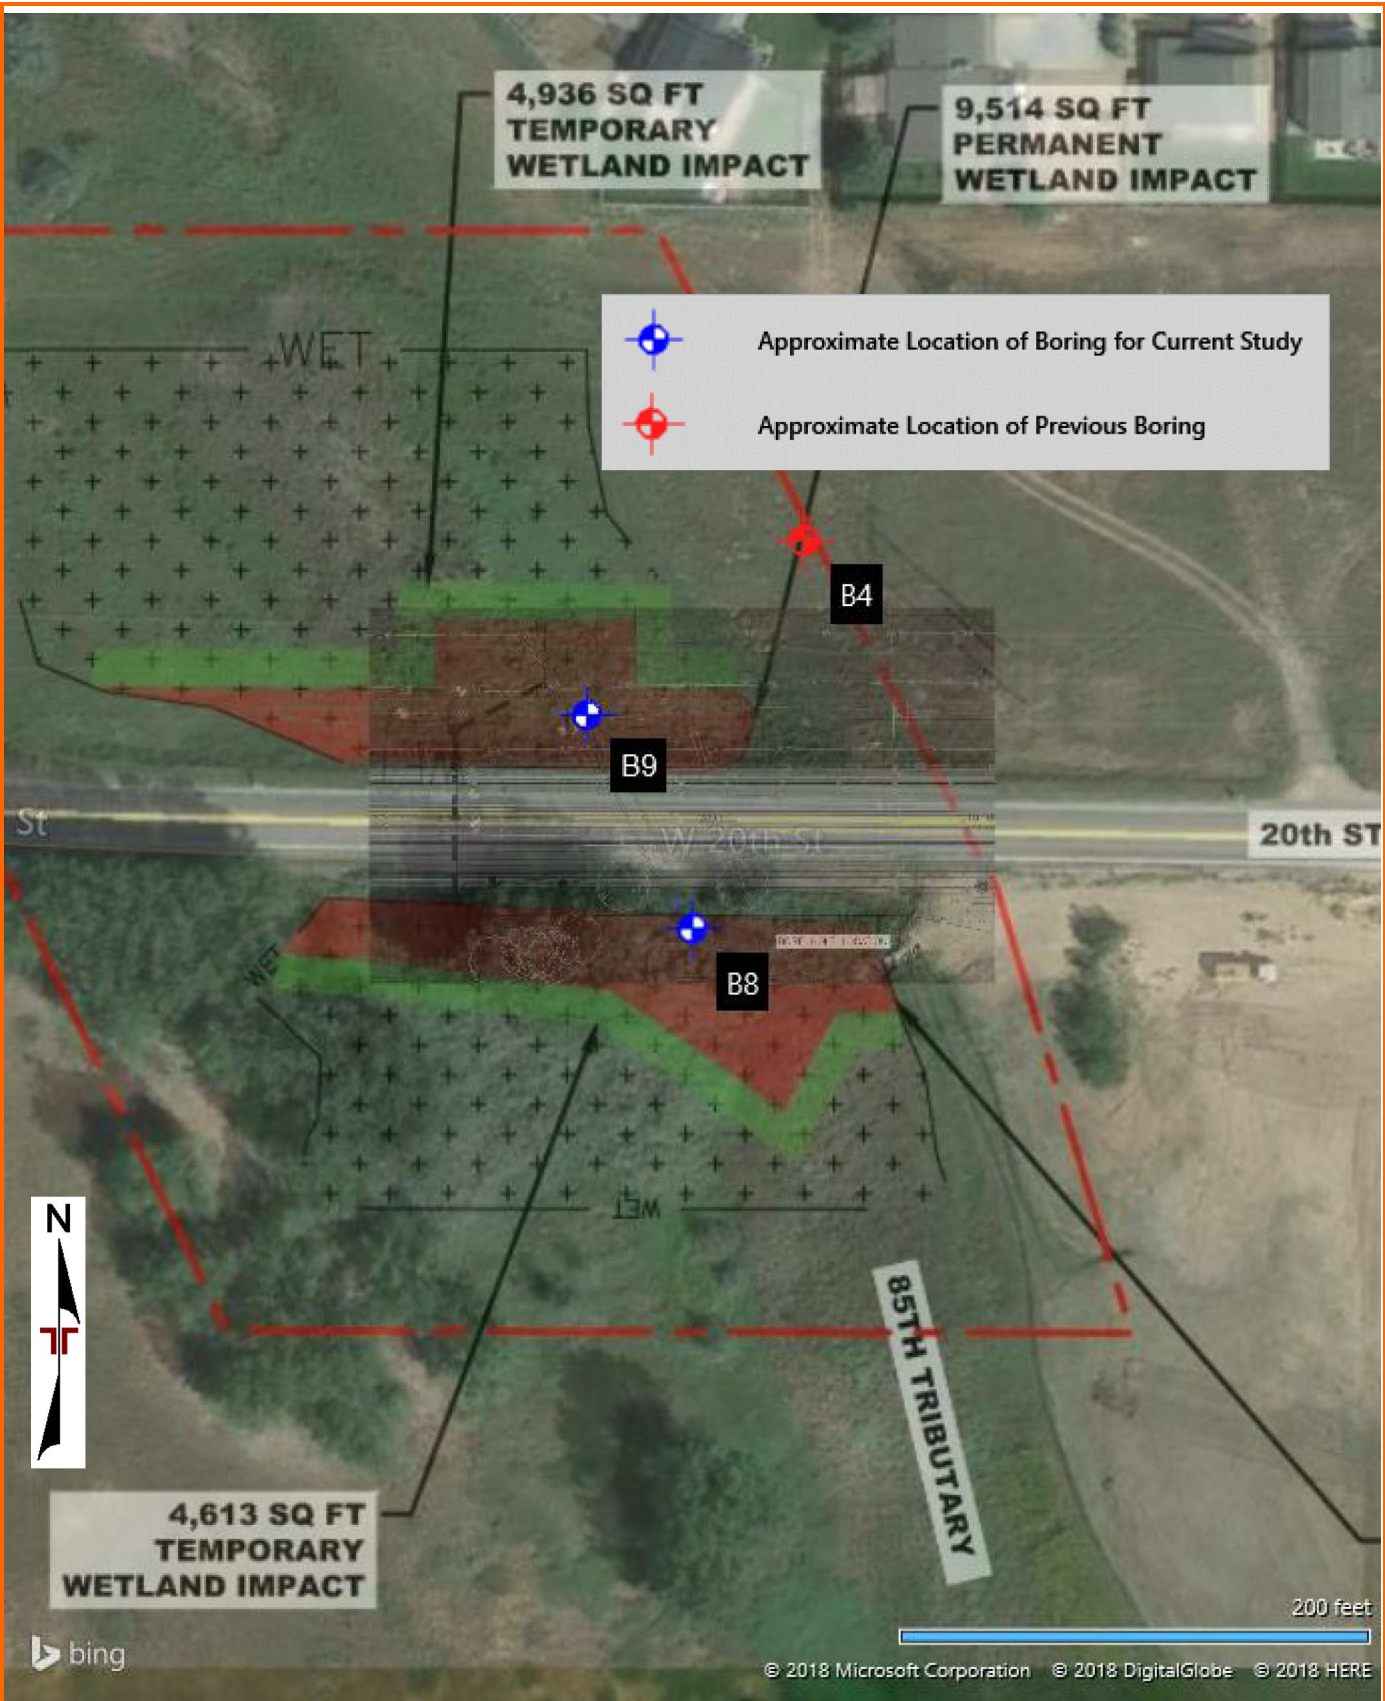 4,936 SQ FT
TEMPORARY
WETLAND IMPACT
9,514 SQ FT
PERMANENT
WETLAND IMPACT
Approximate Location of Boring for Current Study
Approximate Location of Previous Boring
WET
B4
B9
St
W 20th St
20th ST
B8
WET
WET
N
85TH TRIBUTARY
4,613 SQ FT
TEMPORARY
WETLAND IMPACT
200 feet
bing
© 2018 Microsoft Corporation © 2018 DigitalGlobe © 2018 HERE